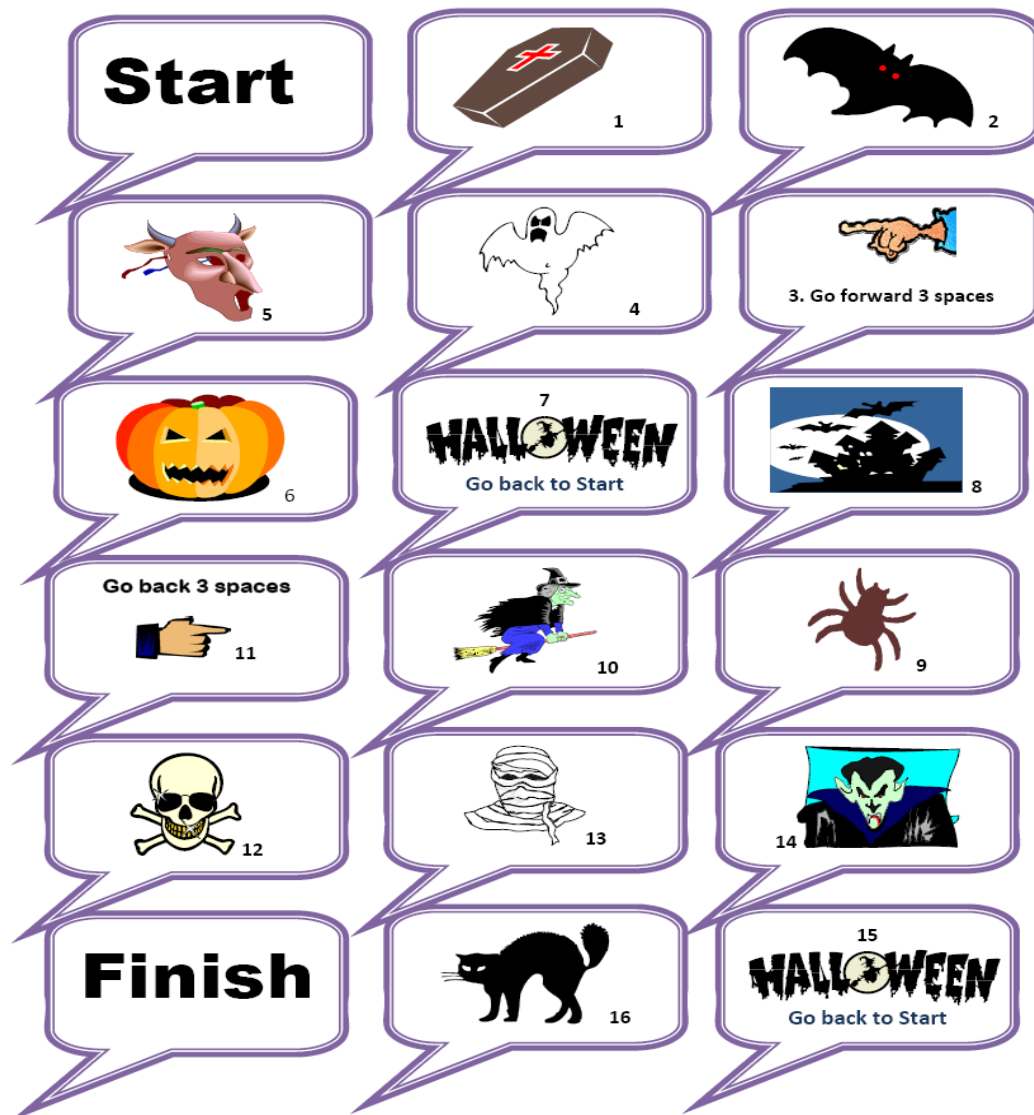 Start
1
2
5
4
3. Go forward 3 spaces
6
7
HALLOWEEN
Go back to Start
8
Go back 3 spaces
11
10
9
12
13
14
Finish
16
15
HALLOWEEN
Go back to Start